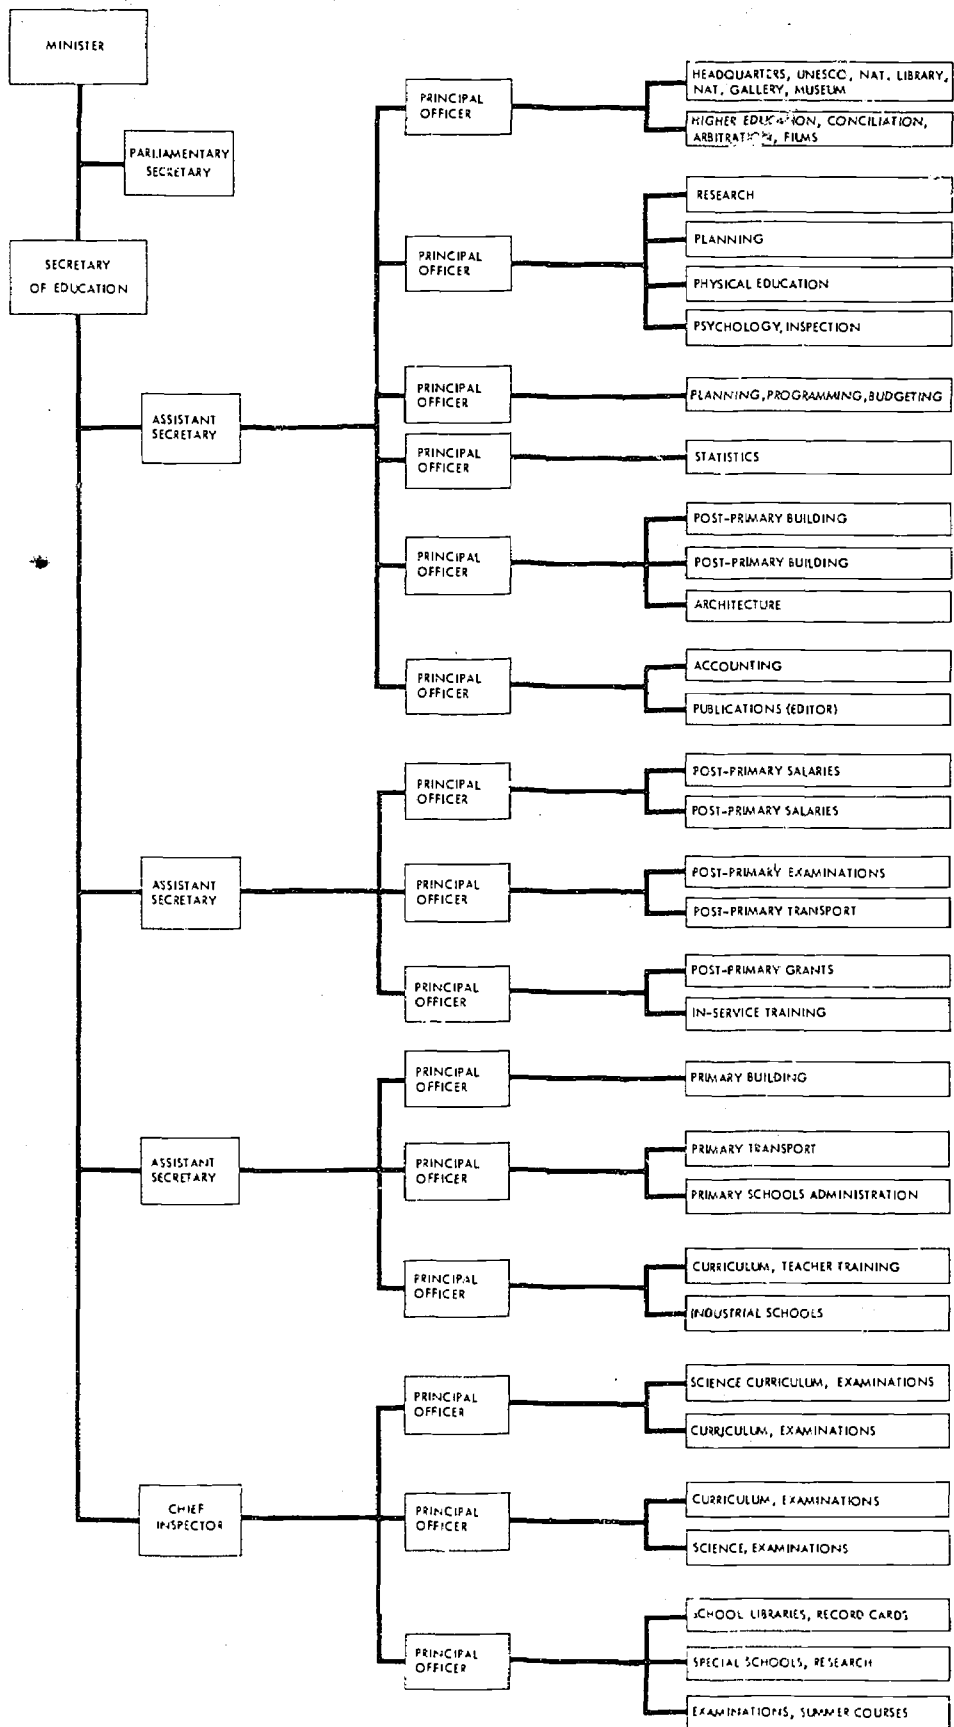 MINISTER
PARLIAMENTARY
SECRETARY
SECRETARY
OF EDUCATION
ASSISTANT
SECRETARY
PRINCIPAL
OFFICER
HEADQUARTERS, UNESCO, NAT. LIBRARY,
NAT. GALLERY, MUSEUM
HIGHER EDUCATION, CONCILIATION,
ARBITRATION, FILMS
PRINCIPAL
OFFICER
RESEARCH
PLANNING
PHYSICAL EDUCATION
PSYCHOLOGY, INSPECTION
PRINCIPAL
OFFICER
PLANNING, PROGRAMMING, BUDGETING
PRINCIPAL
OFFICER
STATISTICS
PRINCIPAL
OFFICER
POST-PRIMARY BUILDING
POST-PRIMARY BUILDING
ARCHITECTURE
PRINCIPAL
OFFICER
ACCOUNTING
PUBLICATIONS (EDITOR)
ASSISTANT
SECRETARY
PRINCIPAL
OFFICER
POST-PRIMARY SALARIES
POST-PRIMARY SALARIES
PRINCIPAL
OFFICER
POST-PRIMARY EXAMINATIONS
POST-PRIMARY TRANSPORT
PRINCIPAL
OFFICER
POST-PRIMARY GRANTS
IN-SERVICE TRAINING
ASSISTANT
SECRETARY
PRINCIPAL
OFFICER
PRIMARY BUILDING
PRINCIPAL
OFFICER
PRIMARY TRANSPORT
PRIMARY SCHOOLS ADMINISTRATION
PRINCIPAL
OFFICER
CURRICULUM, TEACHER TRAINING
INDUSTRIAL SCHOOLS
CHIEF
INSPECTOR
PRINCIPAL
OFFICER
SCIENCE CURRICULUM, EXAMINATIONS
CURRICULUM, EXAMINATIONS
PRINCIPAL
OFFICER
CURRICULUM, EXAMINATIONS
SCIENCE, EXAMINATIONS
PRINCIPAL
OFFICER
SCHOOL LIBRARIES, RECORD CARDS
SPECIAL SCHOOLS, RESEARCH
EXAMINATIONS, SUMMER COURSES